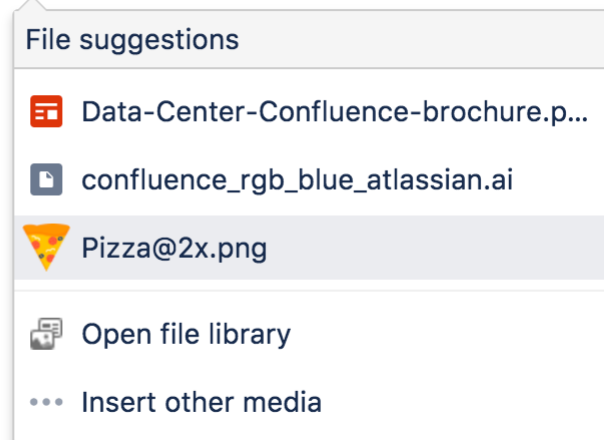 File suggestions
Data-Center-Confluence-brochure.p...
confluence_rgb_blue_atlassian.ai
Pizza@2x.png
Open file library
Insert other media